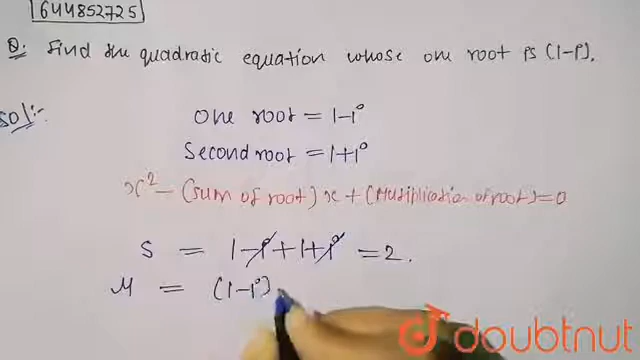 644852725
Q. Find the quadratic equation whose one root is (1-i).
Sol:-
One root = 1-i
Second root = 1+i
x² - (sum of root) x + (Multiplication of root) = 0
S = 1-i+1+i = 2.
M = (1-i)
doubtnut